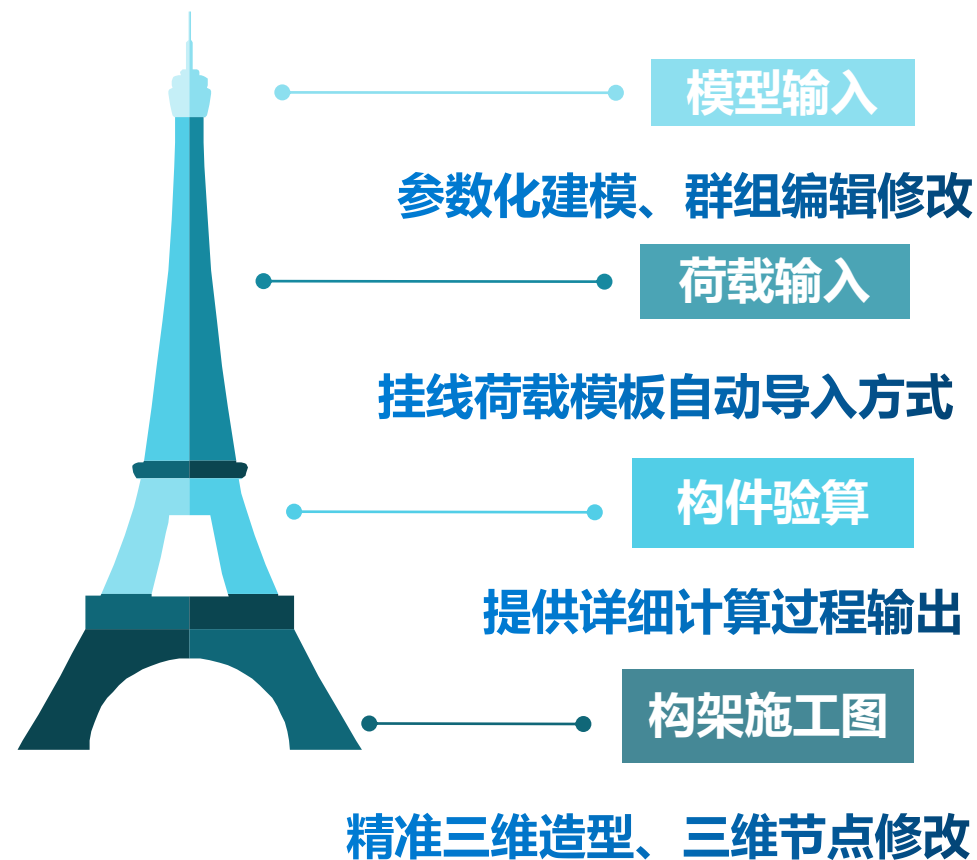 模型输入
参数化建模、群组编辑修改
荷载输入
挂线荷载模板自动导入方式
构件验算
提供详细计算过程输出
构架施工图
精准三维造型、三维节点修改